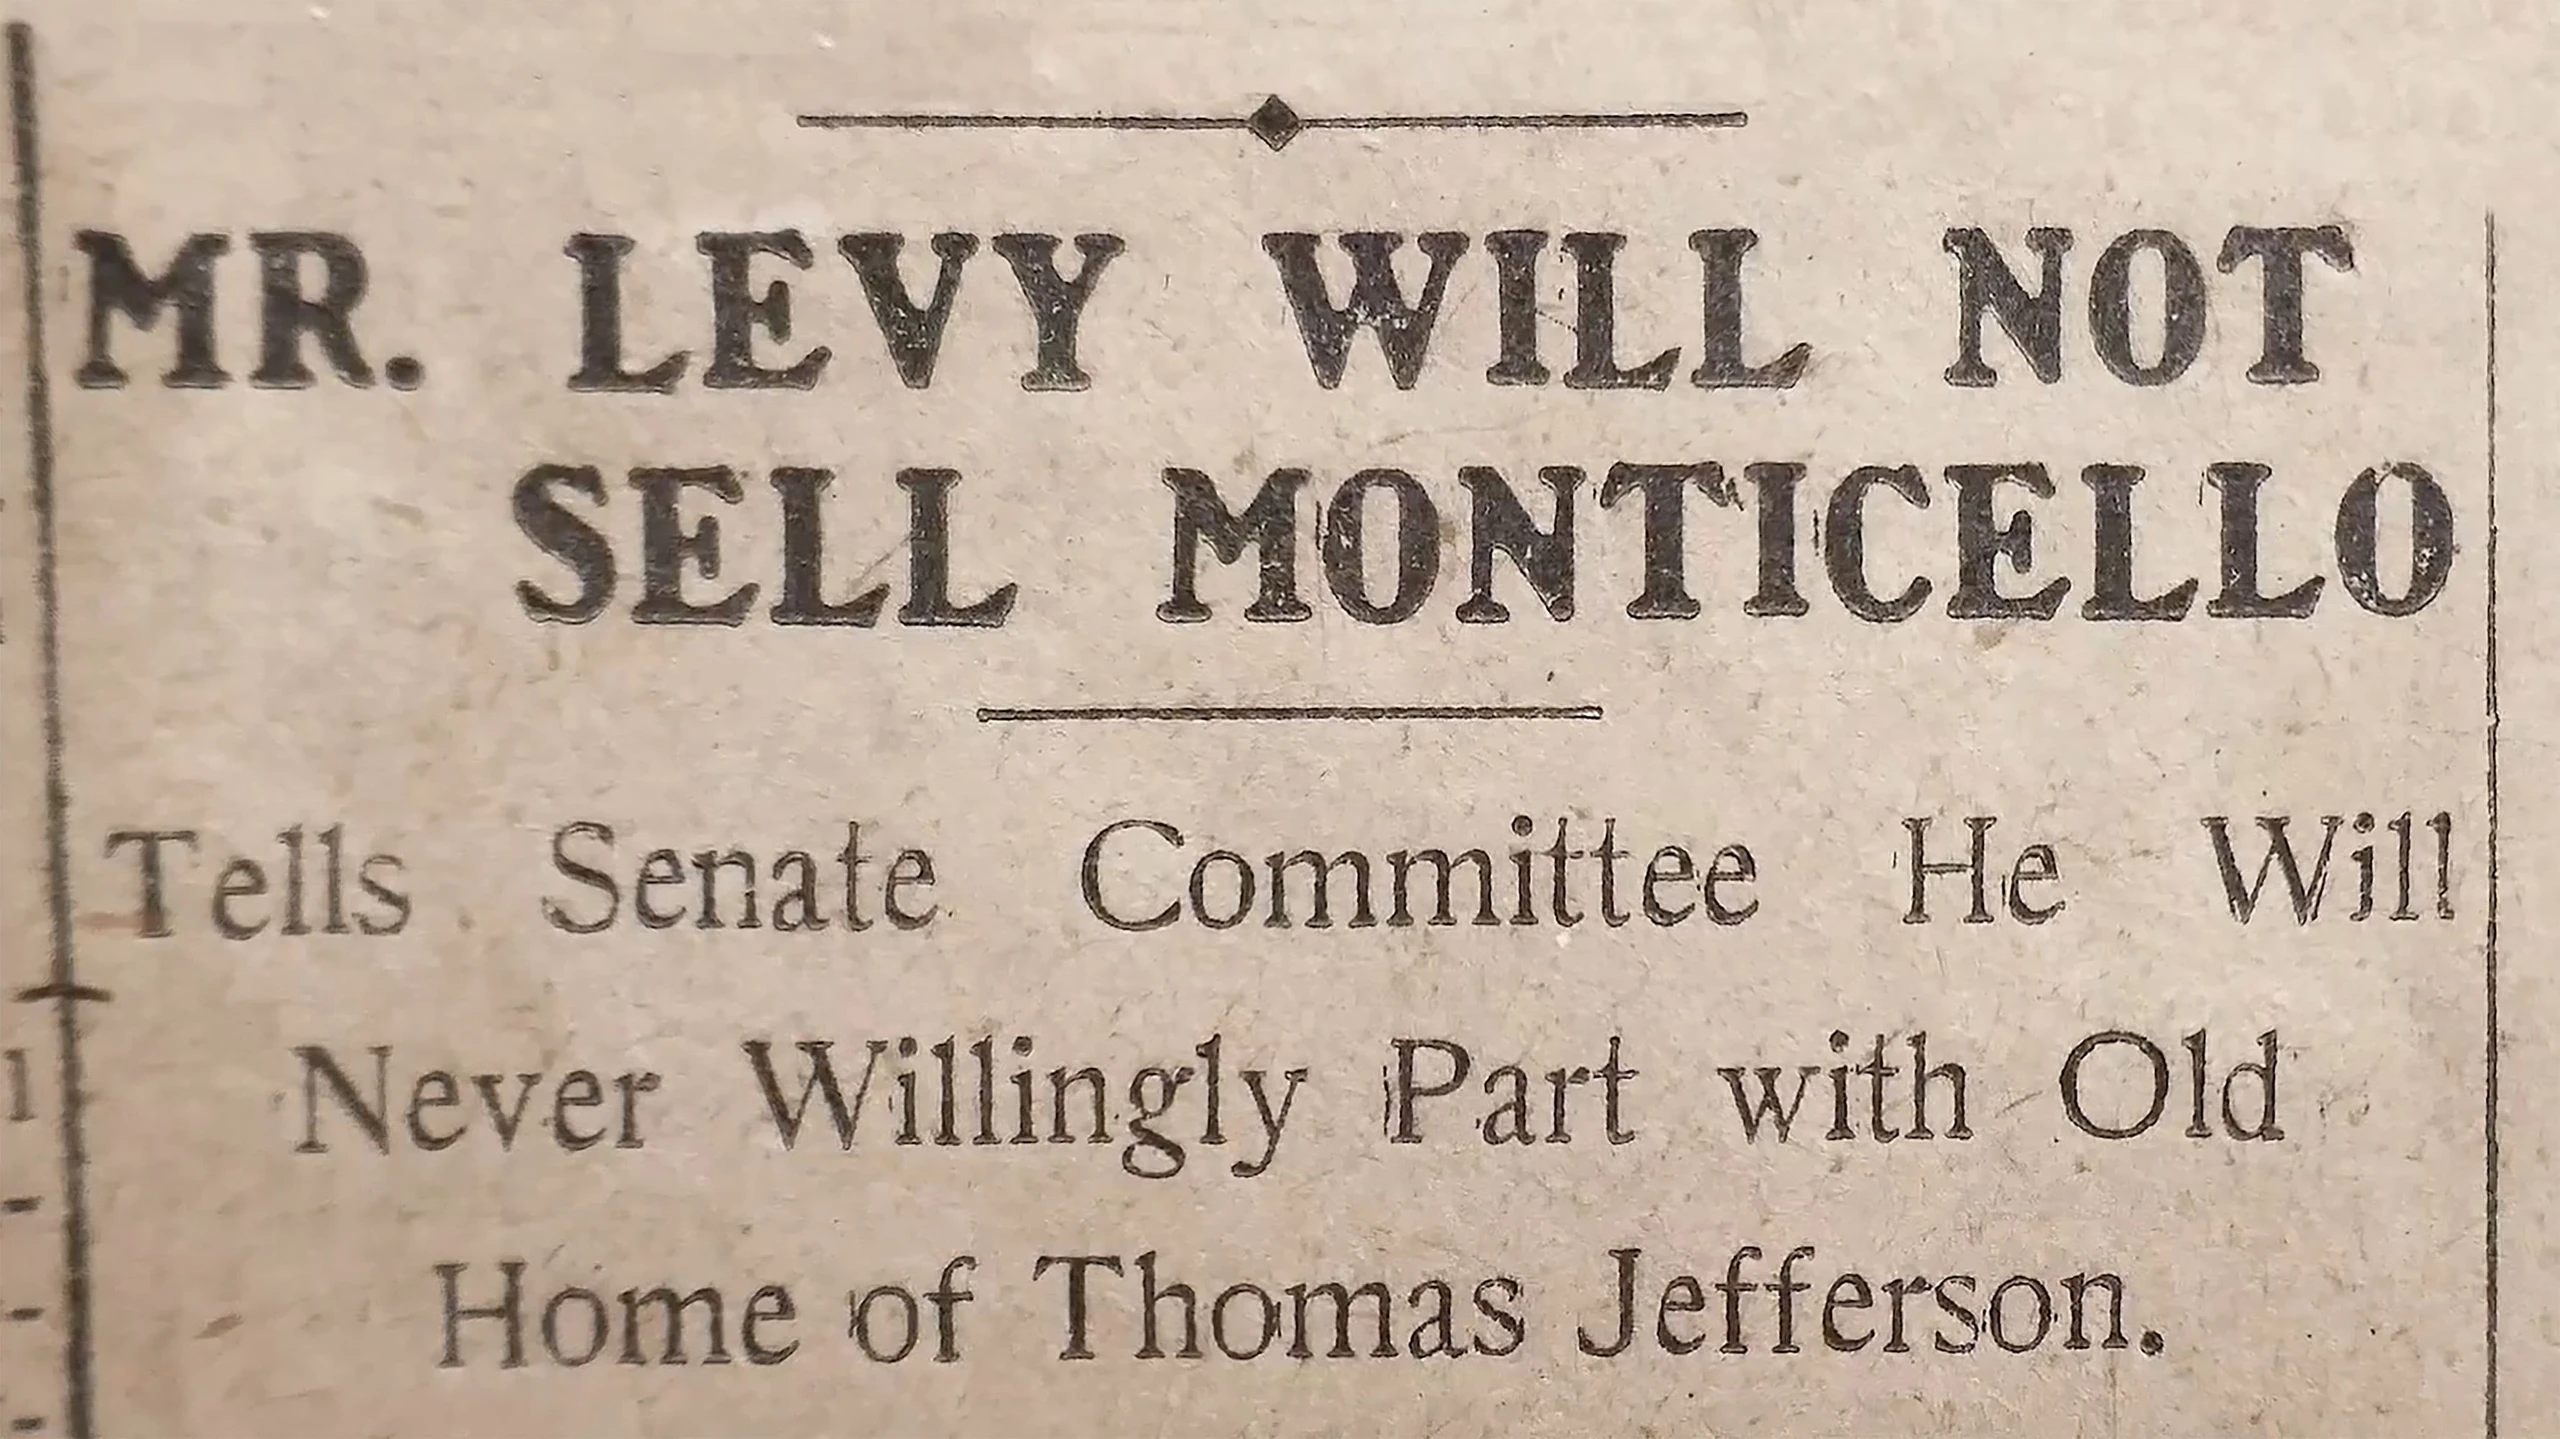 MR. LEVY WILL NOT
SELL MONTICELLO
Tells Senate Committee He Will
Never Willingly Part with Old
Home of Thomas Jefferson.